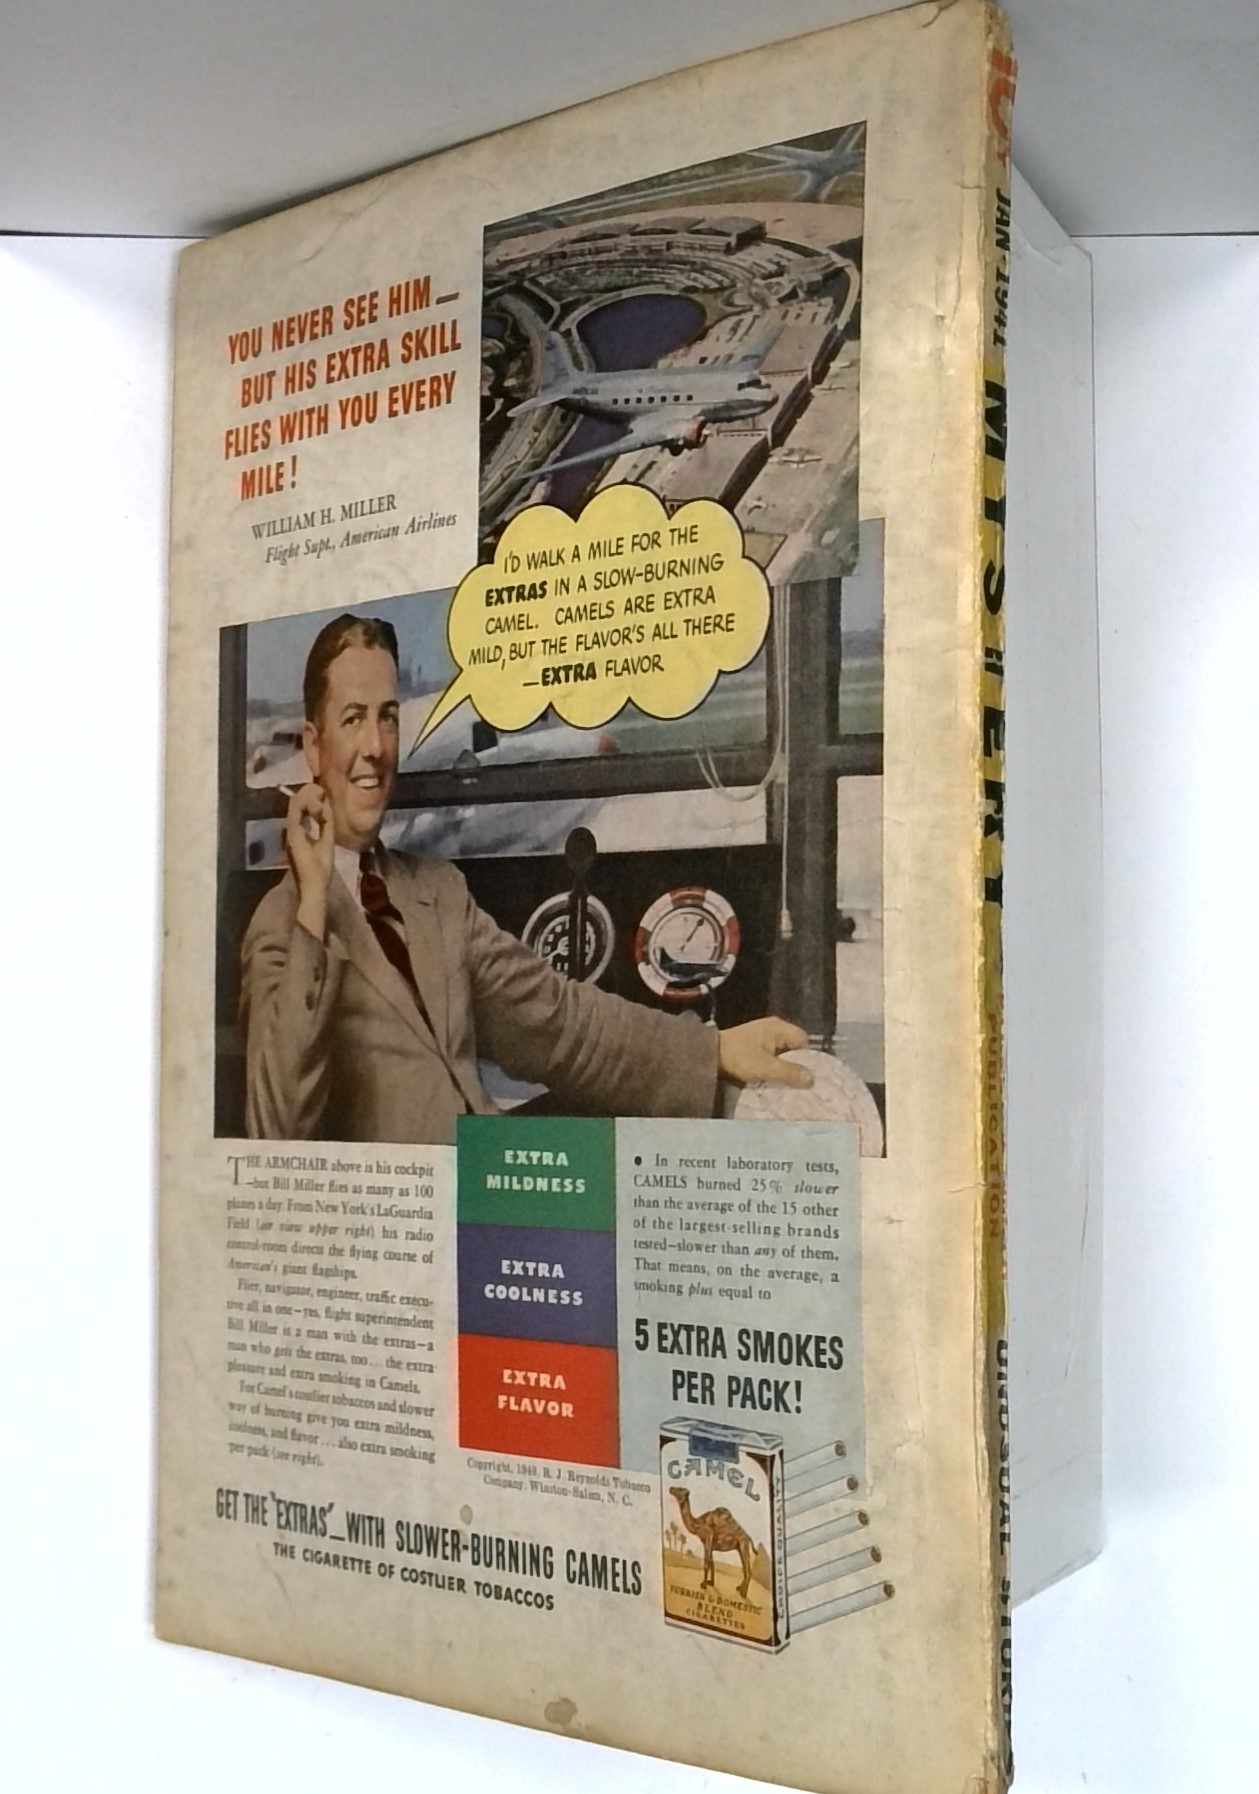 YOU NEVER SEE HIM—
BUT HIS EXTRA SKILL
FLIES WITH YOU EVERY
MILE!
WILLIAM H. MILLER
Flight Supt., American Airlines
I'D WALK A MILE FOR THE
EXTRAS IN A SLOW-BURNING
CAMEL. CAMELS ARE EXTRA
MILD, BUT THE FLAVOR'S ALL THERE
—EXTRA FLAVOR
THE ARMCHAIR above is his cockpit
—but Bill Miller flies as many as 100
planes a day. From New York's LaGuardia
Field (air view upper right) his radio
control-room directs the flying course of
American's giant flagships.
Flier, navigator, engineer, traffic execu-
tive all in one—yes, flight superintendent
Bill Miller is a man with the extras—a
man who gets the extras, too... the extra
pleasure and extra smoking in Camels.
For Camel's costlier tobaccos and slower
way of burning give you extra mildness,
coolness, and flavor... also extra smoking
per pack (see right).
EXTRA
MILDNESS
EXTRA
COOLNESS
EXTRA
FLAVOR
• In recent laboratory tests,
CAMELS burned 25% slower
than the average of the 15 other
of the largest-selling brands
tested—slower than any of them.
That means, on the average, a
smoking plus equal to
5 EXTRA SMOKES
PER PACK!
Copyright, 1940, R. J. Reynolds Tobacco
Company, Winston-Salem, N. C.
GET THE "EXTRAS"—WITH SLOWER-BURNING CAMELS
THE CIGARETTE OF COSTLIER TOBACCOS
CAMEL
TURKISH & DOMESTIC
BLEND
CIGARETTES
CHOICE QUALITY
JAN·1941
MYSTERY
PUBLICATION